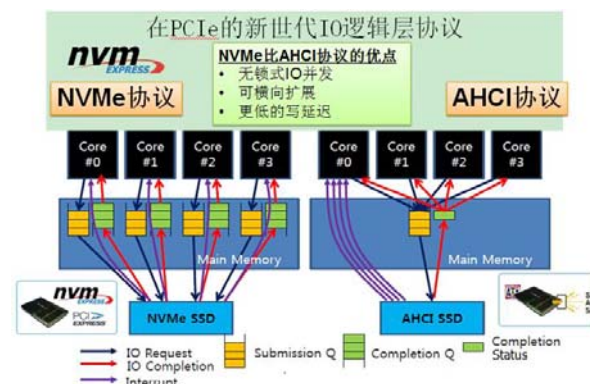 在PCIe的新世代IO逻辑层协议
nvm
EXPRESS
NVMe比AHCI协议的优点
• 无锁式IO并发
• 可横向扩展
• 更低的写延迟
NVMe协议
AHCI协议
Core #0
Core #1
Core #2
Core #3
Core #0
Core #1
Core #2
Core #3
Main Memory
Main Memory
nvm
EXPRESS
PCI EXPRESS
NVMe SSD
AHCI SSD
IO Request
IO Completion
Interrupt
Submission Q
Completion Q
Completion Status